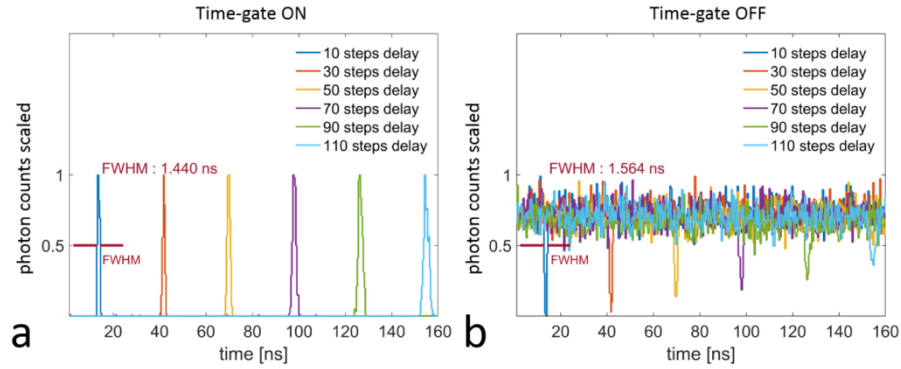 Time-gate ON
photon counts scaled
1
0.5
10 steps delay
30 steps delay
50 steps delay
70 steps delay
90 steps delay
110 steps delay
FWHM : 1.440 ns
FWHM
20 40 60 80 100 120 140 160
time [ns]
a
Time-gate OFF
photon counts scaled
1
0.5
10 steps delay
30 steps delay
50 steps delay
70 steps delay
90 steps delay
110 steps delay
FWHM : 1.564 ns
FWHM
20 40 60 80 100 120 140 160
time [ns]
b